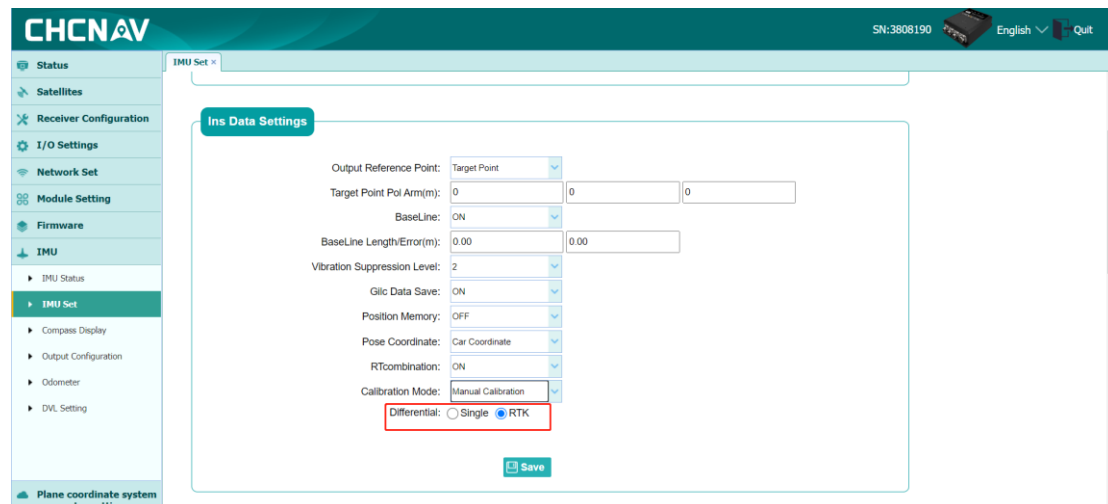 CHCNAV
SN:3808190
English
Quit
Status
Satellites
Receiver Configuration
I/O Settings
Network Set
Module Setting
Firmware
IMU
IMU Status
IMU Set
Compass Display
Output Configuration
Odometer
DVL Setting
Plane coordinate system
IMU Set ×
Ins Data Settings
Output Reference Point: Target Point
Target Point Pol Arm(m): 0 0 0
BaseLine: ON
BaseLine Length/Error(m): 0.00 0.00
Vibration Suppression Level: 2
Gilc Data Save: ON
Position Memory: OFF
Pose Coordinate: Car Coordinate
RTcombination: ON
Calibration Mode: Manual Calibration
Differential: Single RTK
Save